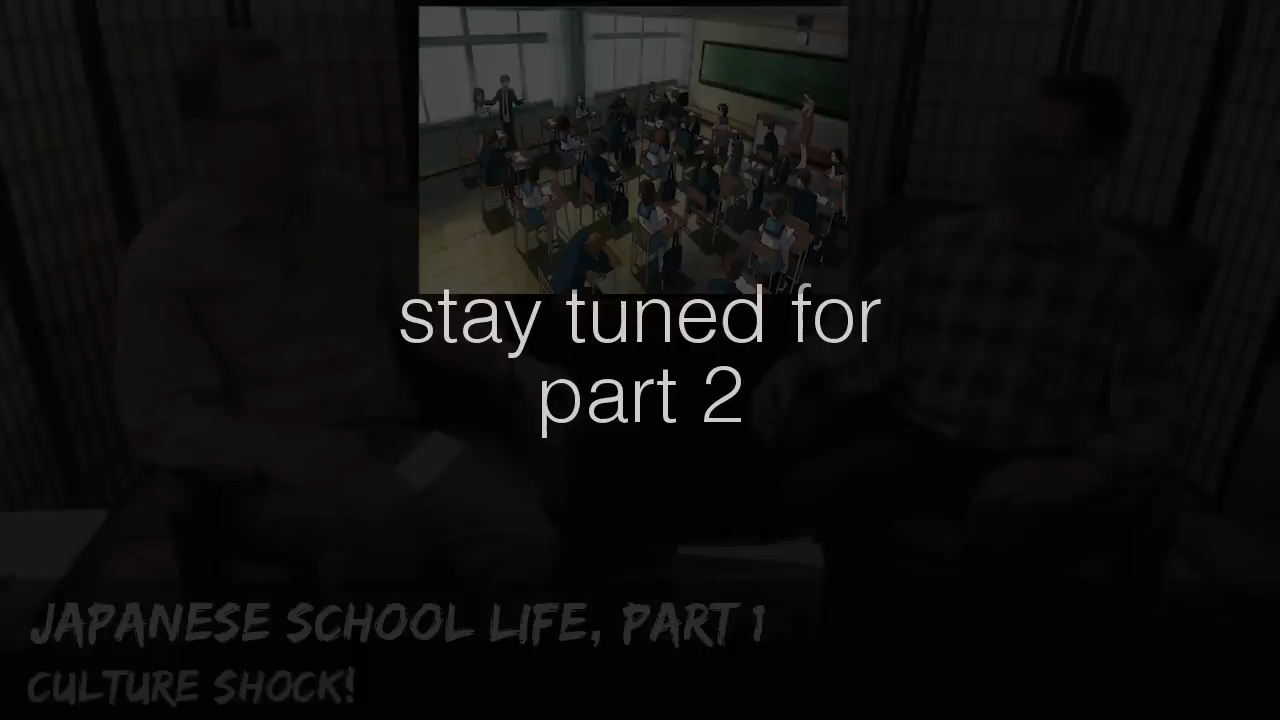 stay tuned for
part 2
JAPANESE SCHOOL LIFE, PART 1
CULTURE SHOCK!